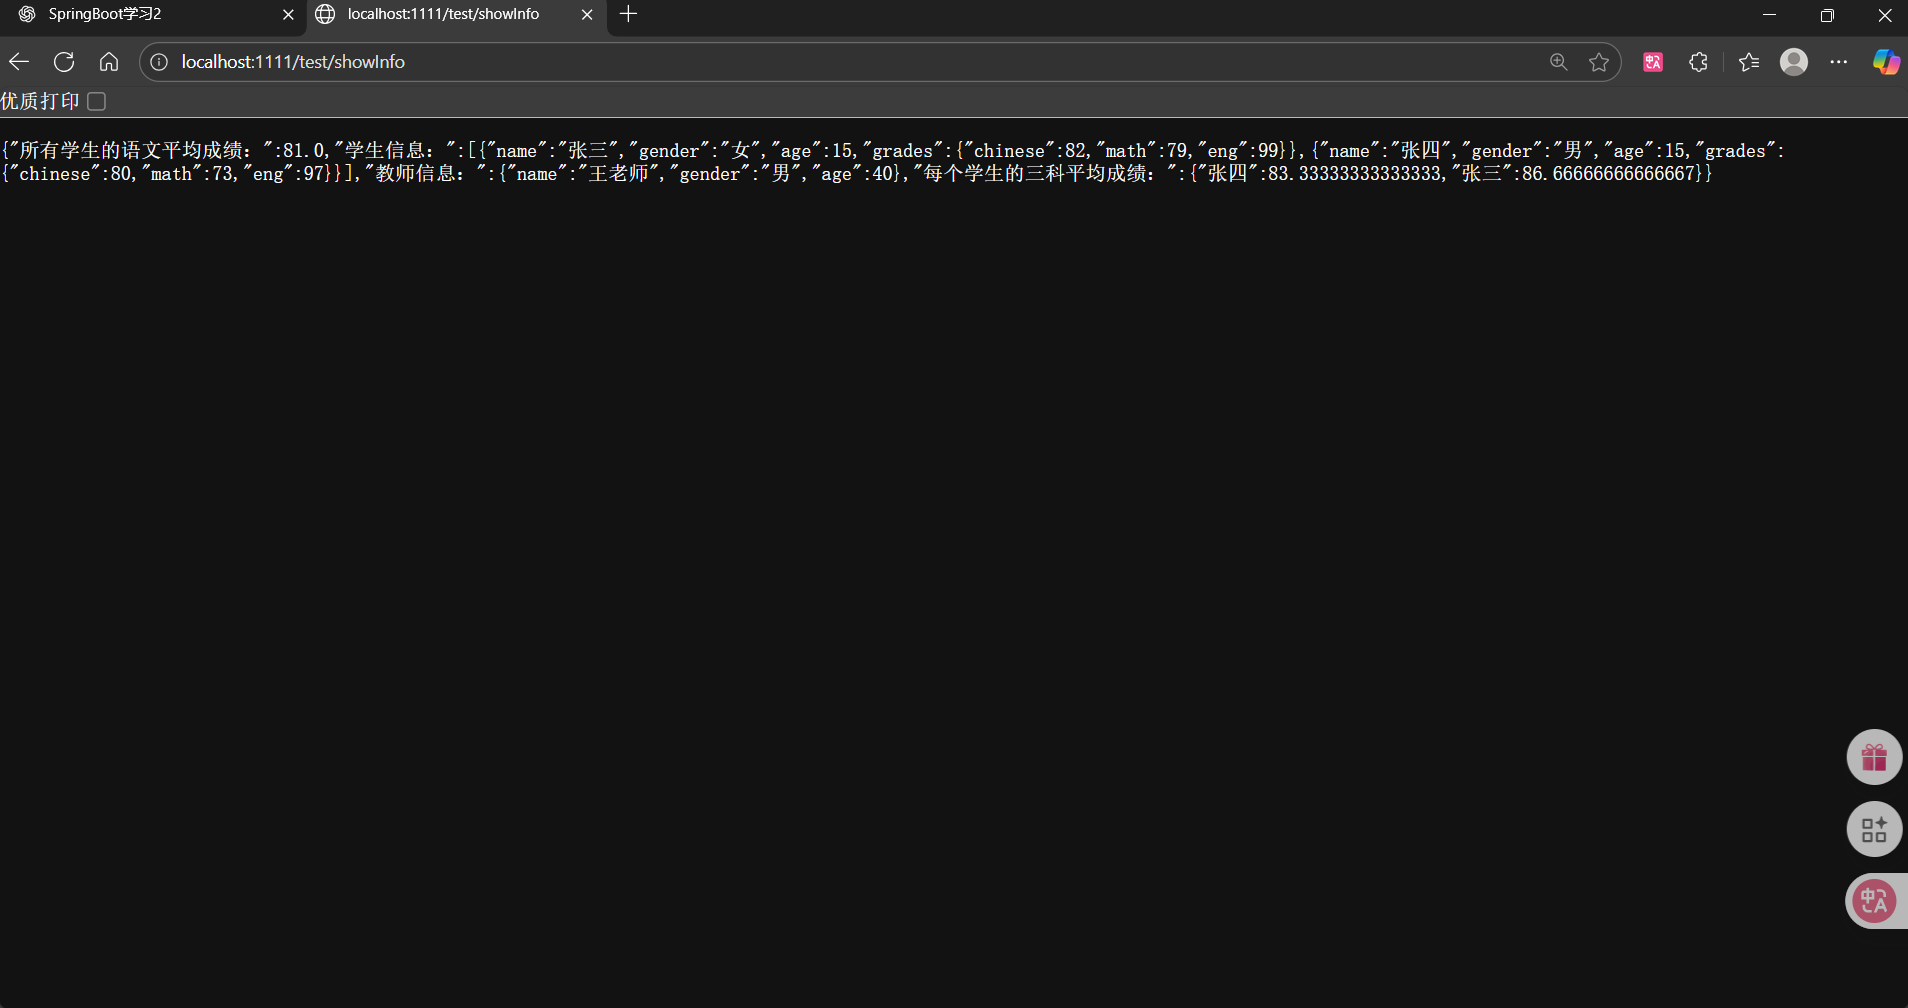 SpringBoot学习2
localhost:1111/test/showInfo
localhost:1111/test/showInfo
优质打印
{"所有学生的语文平均成绩：":81.0,"学生信息：":[{"name":"张三","gender":"女","age":15,"grades":{"chinese":82,"math":79,"eng":99}},{"name":"张四","gender":"男","age":15,"grades":
{"chinese":80,"math":73,"eng":97}}],"教师信息：":{"name":"王老师","gender":"男","age":40},"每个学生的三科平均成绩：":{"张四":83.33333333333333,"张三":86.66666666666667}}